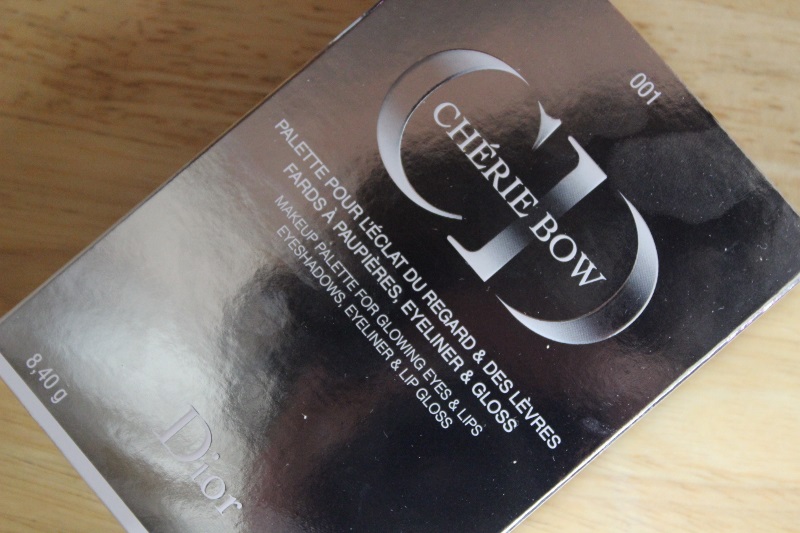 001
CD
CHÉRIE BOW
PALETTE POUR L'ÉCLAT DU REGARD & DES LÈVRES
FARDS À PAUPIÈRES, EYELINER & GLOSS
MAKEUP PALETTE FOR GLOWING EYES & LIPS
EYESHADOWS, EYELINER & LIP GLOSS
8,40 g
Dior